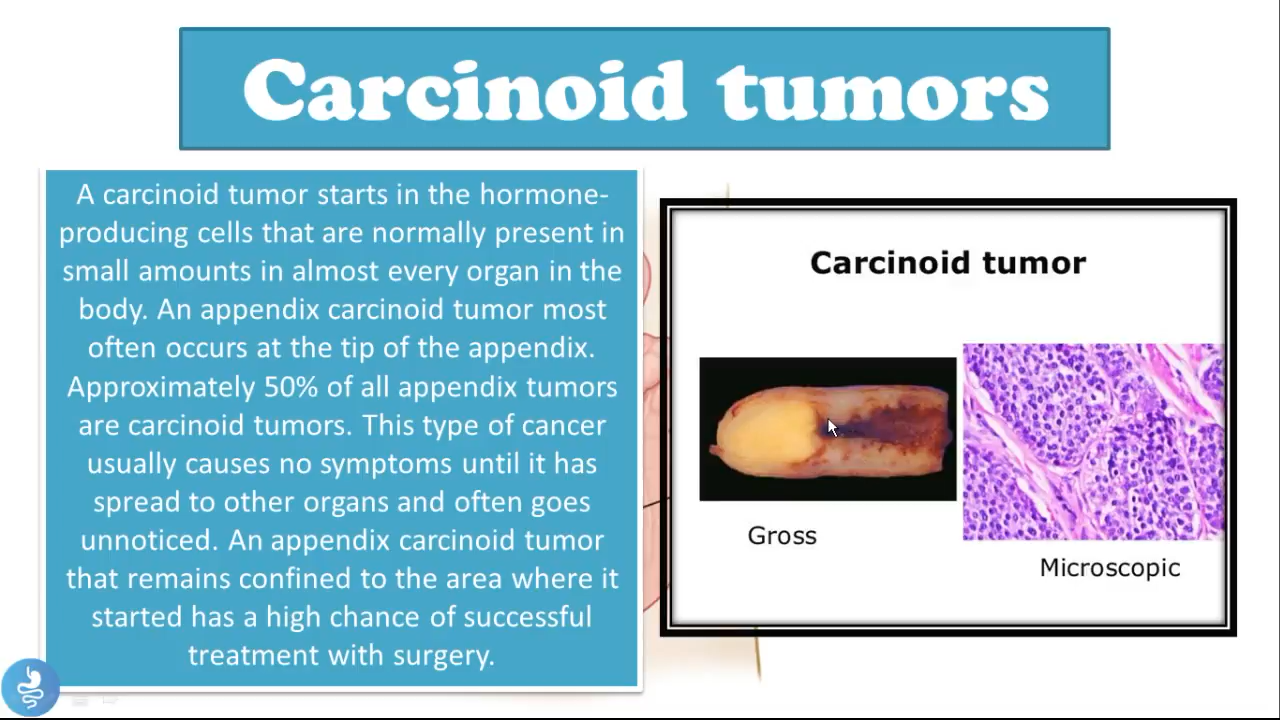 Carcinoid tumors
A carcinoid tumor starts in the hormone-
producing cells that are normally present in
small amounts in almost every organ in the
body. An appendix carcinoid tumor most
often occurs at the tip of the appendix.
Approximately 50% of all appendix tumors
are carcinoid tumors. This type of cancer
usually causes no symptoms until it has
spread to other organs and often goes
unnoticed. An appendix carcinoid tumor
that remains confined to the area where it
started has a high chance of successful
treatment with surgery.
Carcinoid tumor
Gross
Microscopic